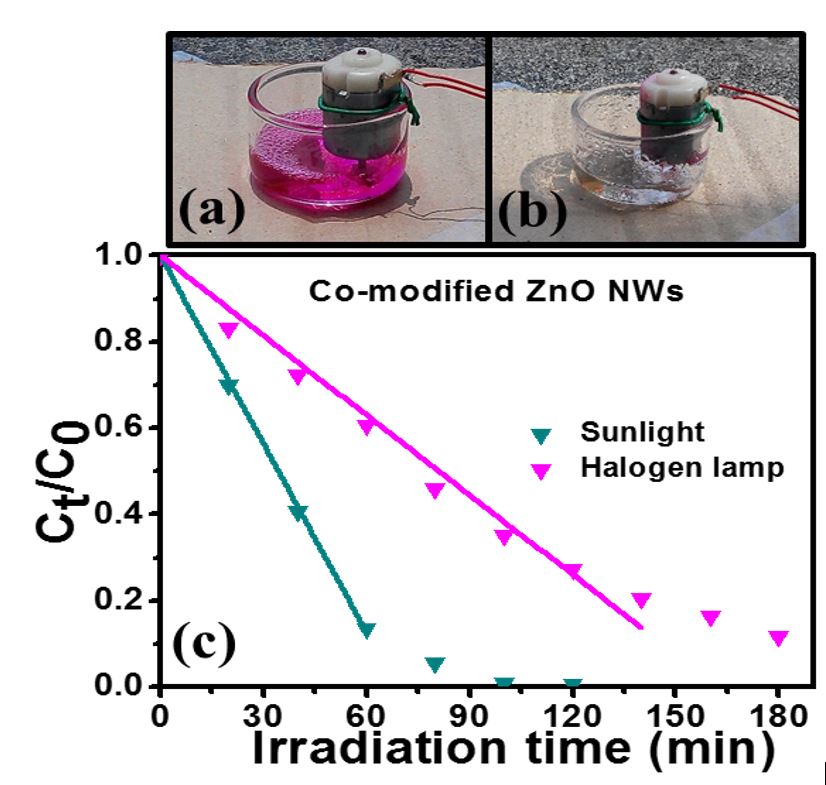 (a)
(b)
1.0
0.8
0.6
0.4
0.2
0.0
Ct/C0
Co-modified ZnO NWs
Sunlight
Halogen lamp
(c)
0 30 60 90 120 150 180
Irradiation time (min)